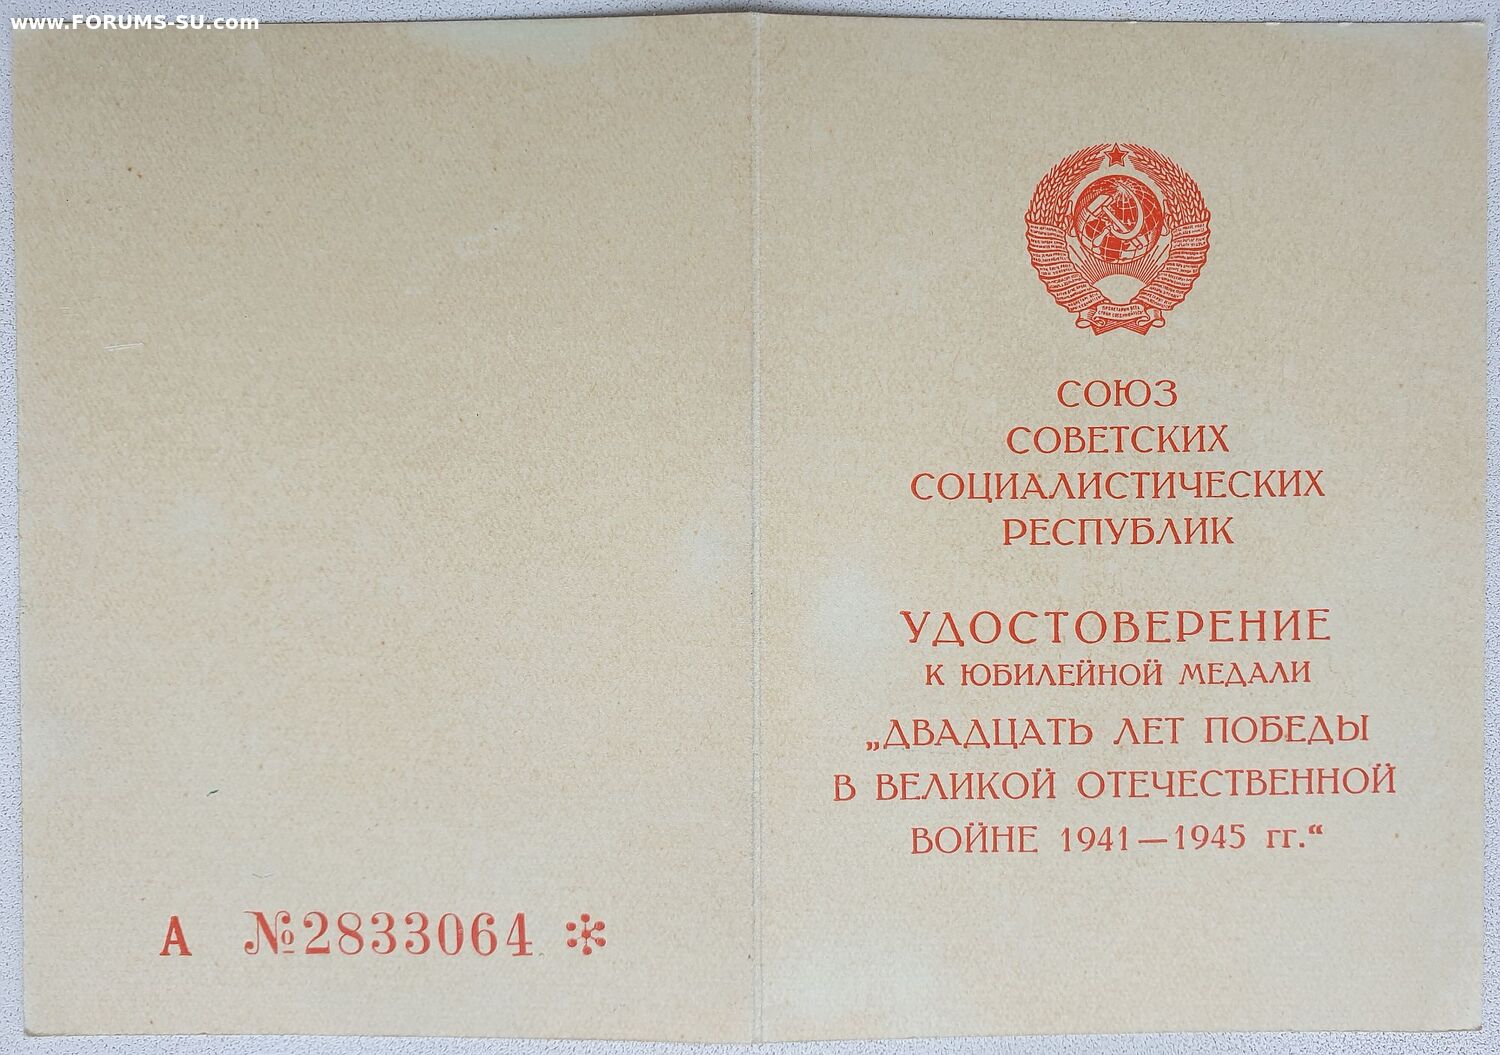 www.FORUMS-SU.com
СОЮЗ
СОВЕТСКИХ
СОЦИАЛИСТИЧЕСКИХ
РЕСПУБЛИК
УДОСТОВЕРЕНИЕ
К ЮБИЛЕЙНОЙ МЕДАЛИ
„ДВАДЦАТЬ ЛЕТ ПОБЕДЫ
В ВЕЛИКОЙ ОТЕЧЕСТВЕННОЙ
ВОЙНЕ 1941—1945 гг.“
А №2833064